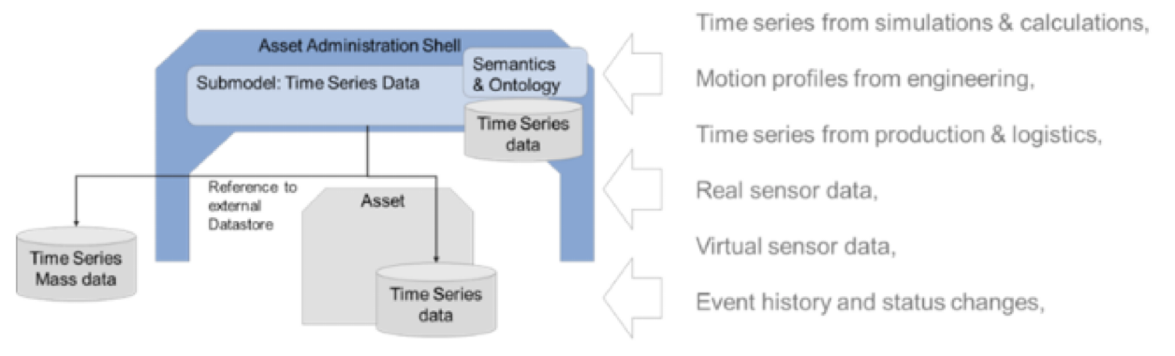 Asset Administration Shell
Submodel: Time Series Data
Semantics
& Ontology
Time Series
data
Reference to
external
Datastore
Asset
Time Series
Mass data
Time Series
data
Time series from simulations & calculations,
Motion profiles from engineering,
Time series from production & logistics,
Real sensor data,
Virtual sensor data,
Event history and status changes,